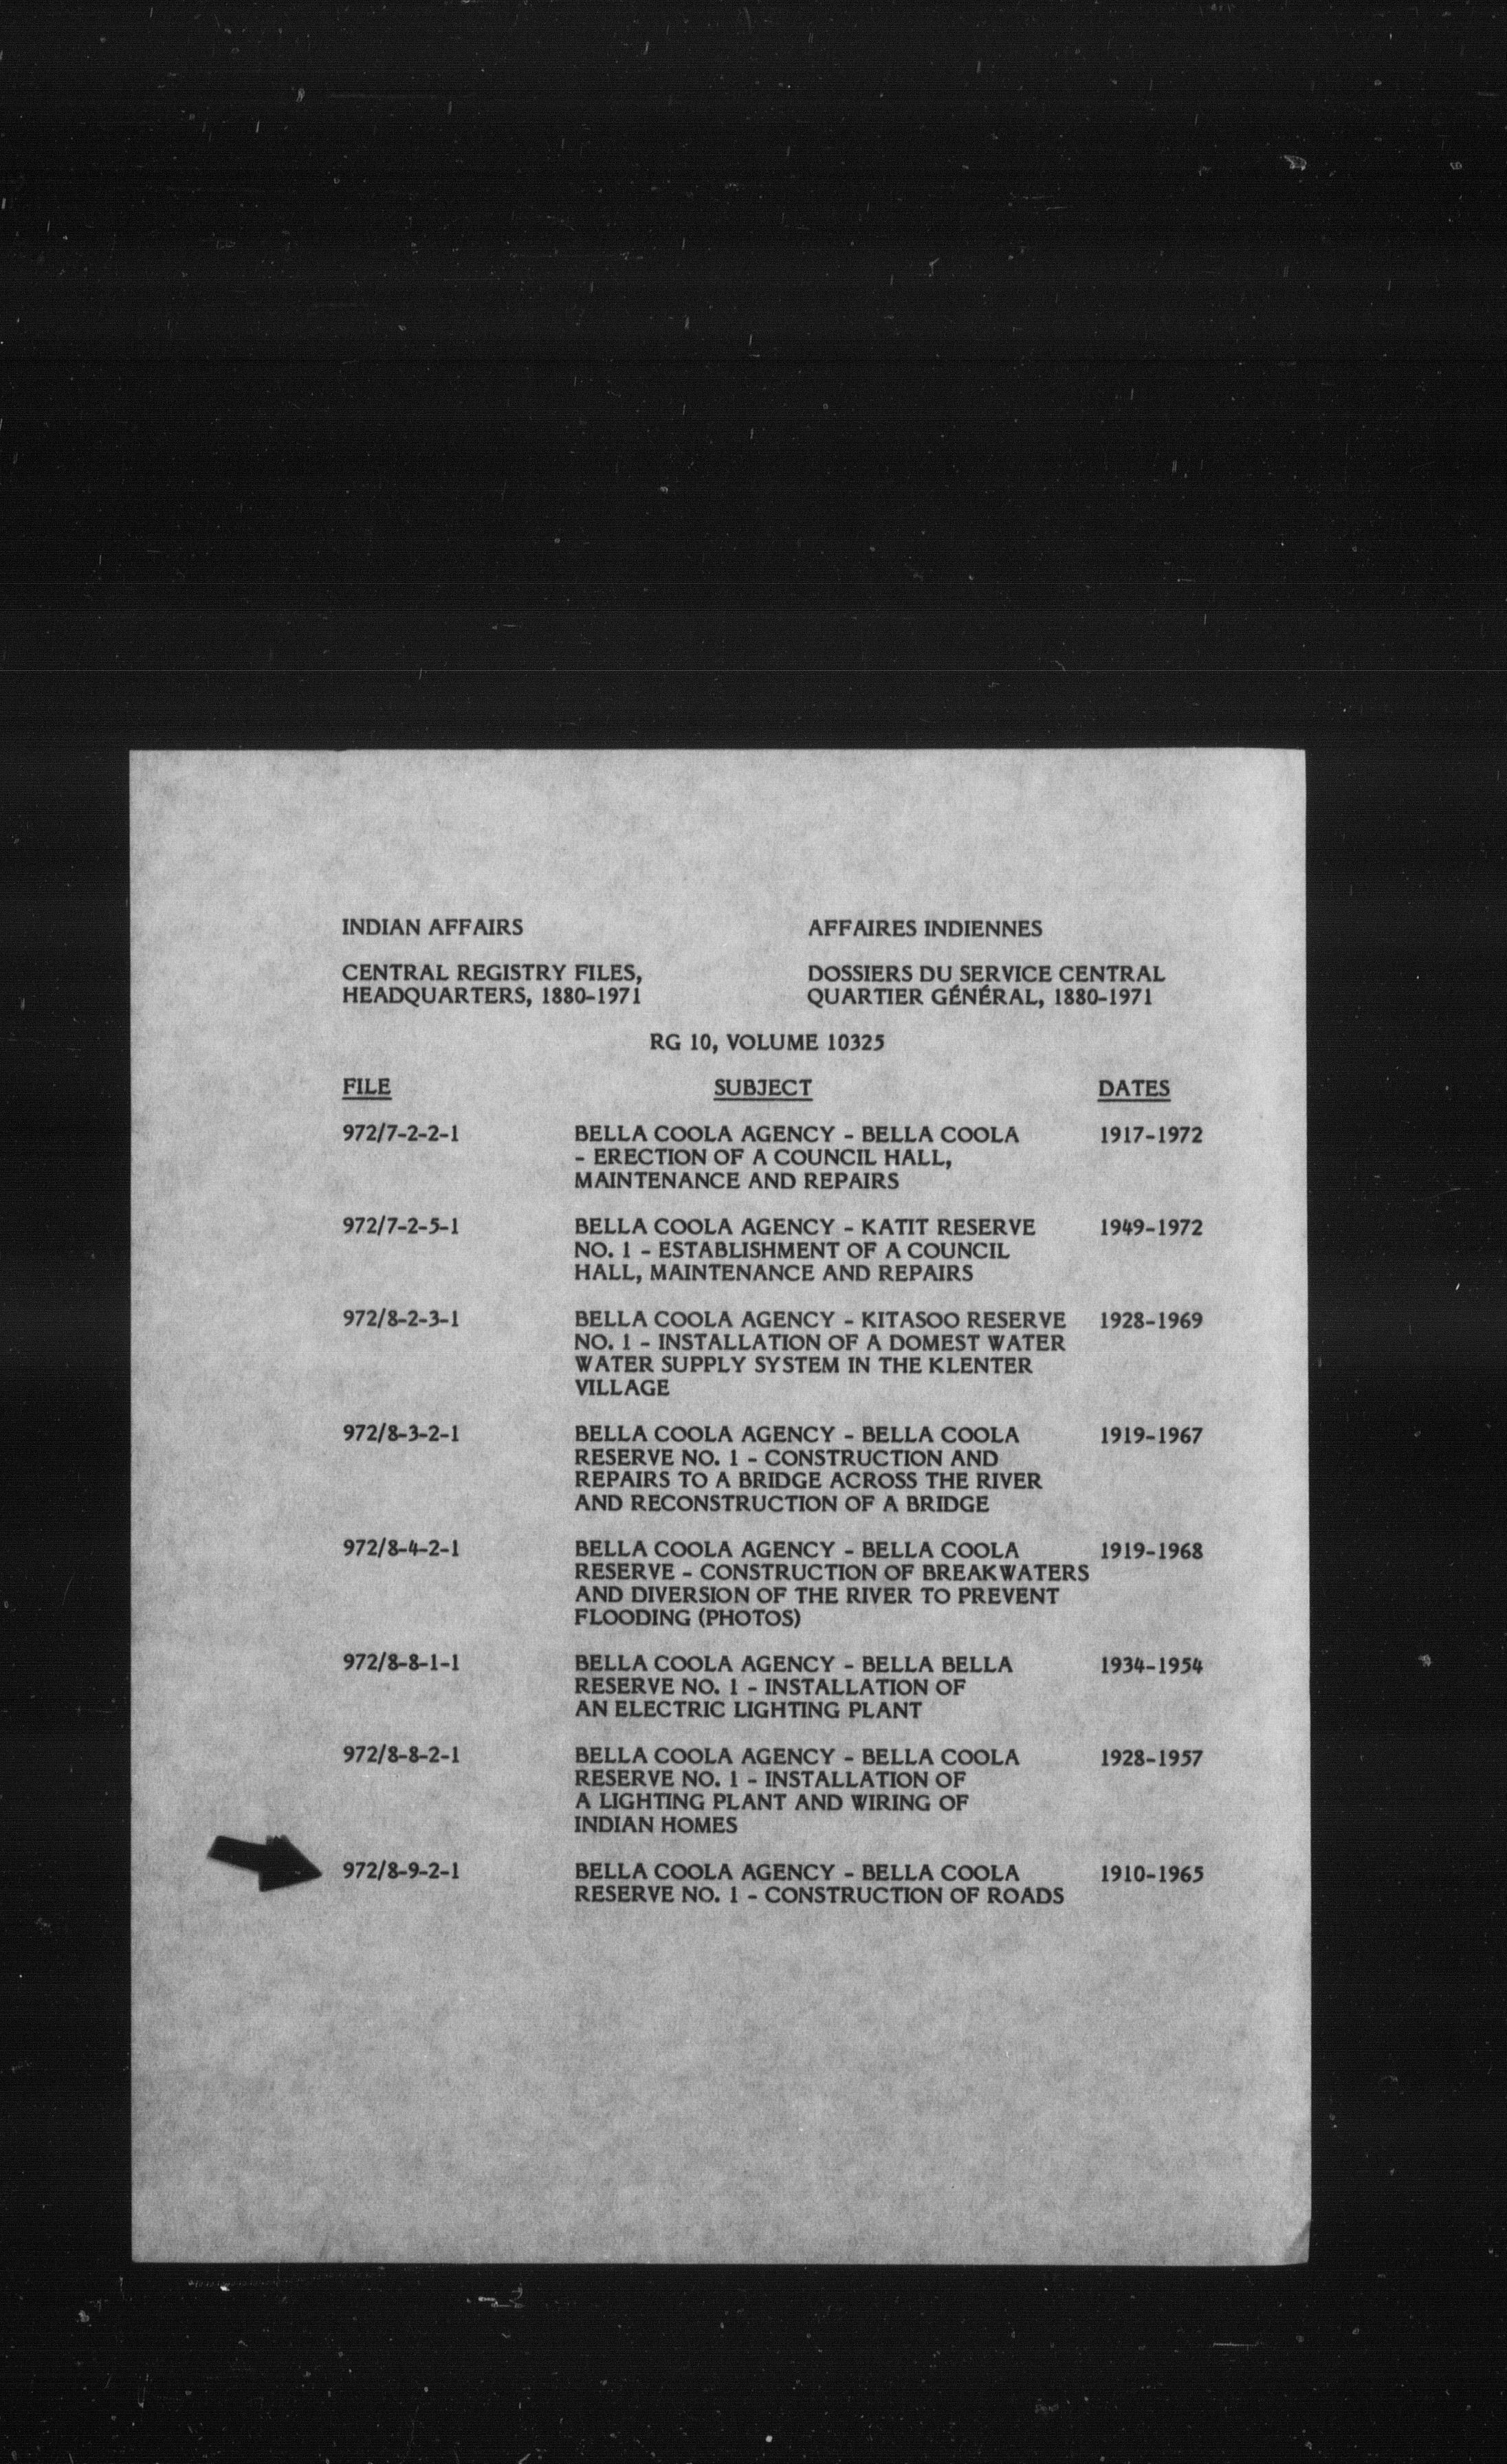 INDIAN AFFAIRS
AFFAIRES INDIENNES
CENTRAL REGISTRY FILES,
HEADQUARTERS, 1880-1971
DOSSIERS DU SERVICE CENTRAL
QUARTIER GÉNÉRAL, 1880-1971
RG 10, VOLUME 10325
FILE SUBJECT DATES
972/7-2-2-1 BELLA COOLA AGENCY - BELLA COOLA 1917-1972
- ERECTION OF A COUNCIL HALL,
MAINTENANCE AND REPAIRS
972/7-2-5-1 BELLA COOLA AGENCY - KATIT RESERVE 1949-1972
NO. 1 - ESTABLISHMENT OF A COUNCIL
HALL, MAINTENANCE AND REPAIRS
972/8-2-3-1 BELLA COOLA AGENCY - KITASOO RESERVE 1928-1969
NO. 1 - INSTALLATION OF A DOMEST WATER
WATER SUPPLY SYSTEM IN THE KLENTER
VILLAGE
972/8-3-2-1 BELLA COOLA AGENCY - BELLA COOLA 1919-1967
RESERVE NO. 1 - CONSTRUCTION AND
REPAIRS TO A BRIDGE ACROSS THE RIVER
AND RECONSTRUCTION OF A BRIDGE
972/8-4-2-1 BELLA COOLA AGENCY - BELLA COOLA 1919-1968
RESERVE - CONSTRUCTION OF BREAKWATERS
AND DIVERSION OF THE RIVER TO PREVENT
FLOODING (PHOTOS)
972/8-8-1-1 BELLA COOLA AGENCY - BELLA BELLA 1934-1954
RESERVE NO. 1 - INSTALLATION OF
AN ELECTRIC LIGHTING PLANT
972/8-8-2-1 BELLA COOLA AGENCY - BELLA COOLA 1928-1957
RESERVE NO. 1 - INSTALLATION OF
A LIGHTING PLANT AND WIRING OF
INDIAN HOMES
972/8-9-2-1 BELLA COOLA AGENCY - BELLA COOLA 1910-1965
RESERVE NO. 1 - CONSTRUCTION OF ROADS